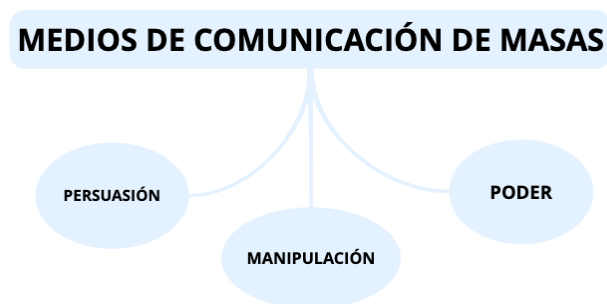 MEDIOS DE COMUNICACIÓN DE MASAS
PERSUASIÓN
MANIPULACIÓN
PODER